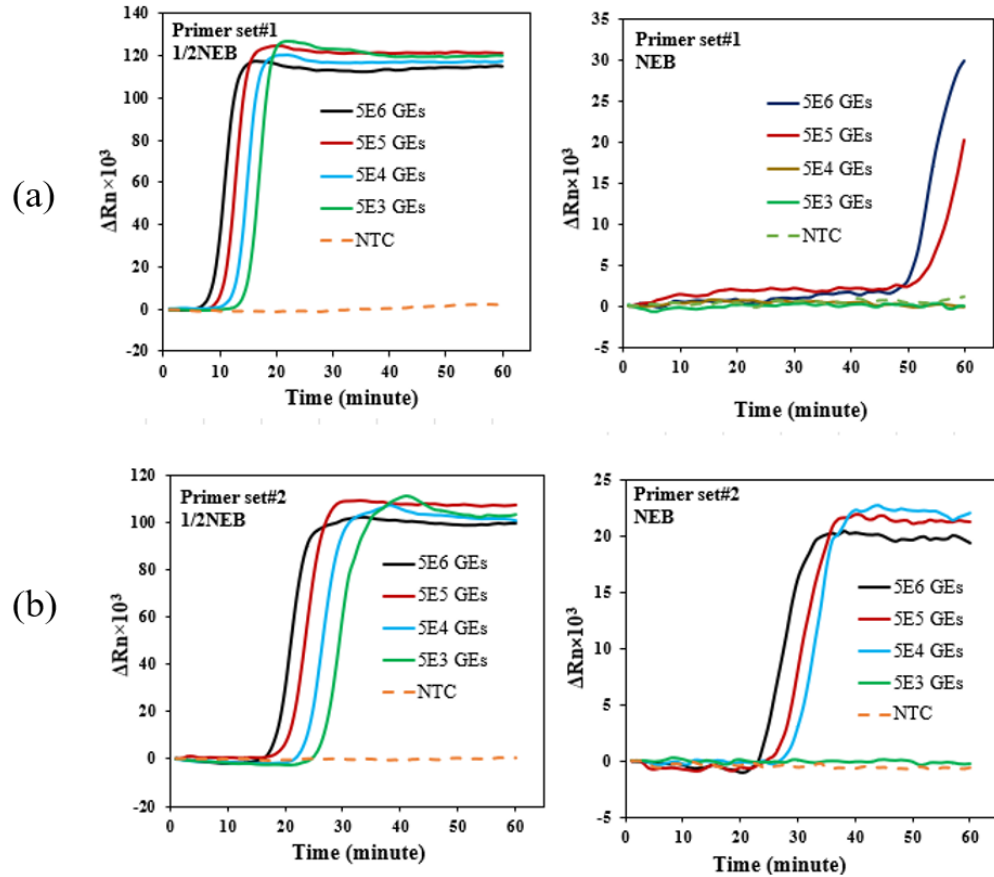 (a)
Primer set#1
1/2NEB
ΔRn×10³
140
120
100
80
60
40
20
0
-20
0 10 20 30 40 50 60
Time (minute)
5E6 GEs
5E5 GEs
5E4 GEs
5E3 GEs
NTC
Primer set#1
NEB
ΔRn×10³
35
30
25
20
15
10
5
0
-5
0 10 20 30 40 50 60
Time (minute)
5E6 GEs
5E5 GEs
5E4 GEs
5E3 GEs
NTC
(b)
Primer set#2
1/2NEB
ΔRn×10³
120
100
80
60
40
20
0
-20
0 10 20 30 40 50 60
Time (minute)
5E6 GEs
5E5 GEs
5E4 GEs
5E3 GEs
NTC
Primer set#2
NEB
ΔRn×10³
25
20
15
10
5
0
-5
0 10 20 30 40 50 60
Time (minute)
5E6 GEs
5E5 GEs
5E4 GEs
5E3 GEs
NTC